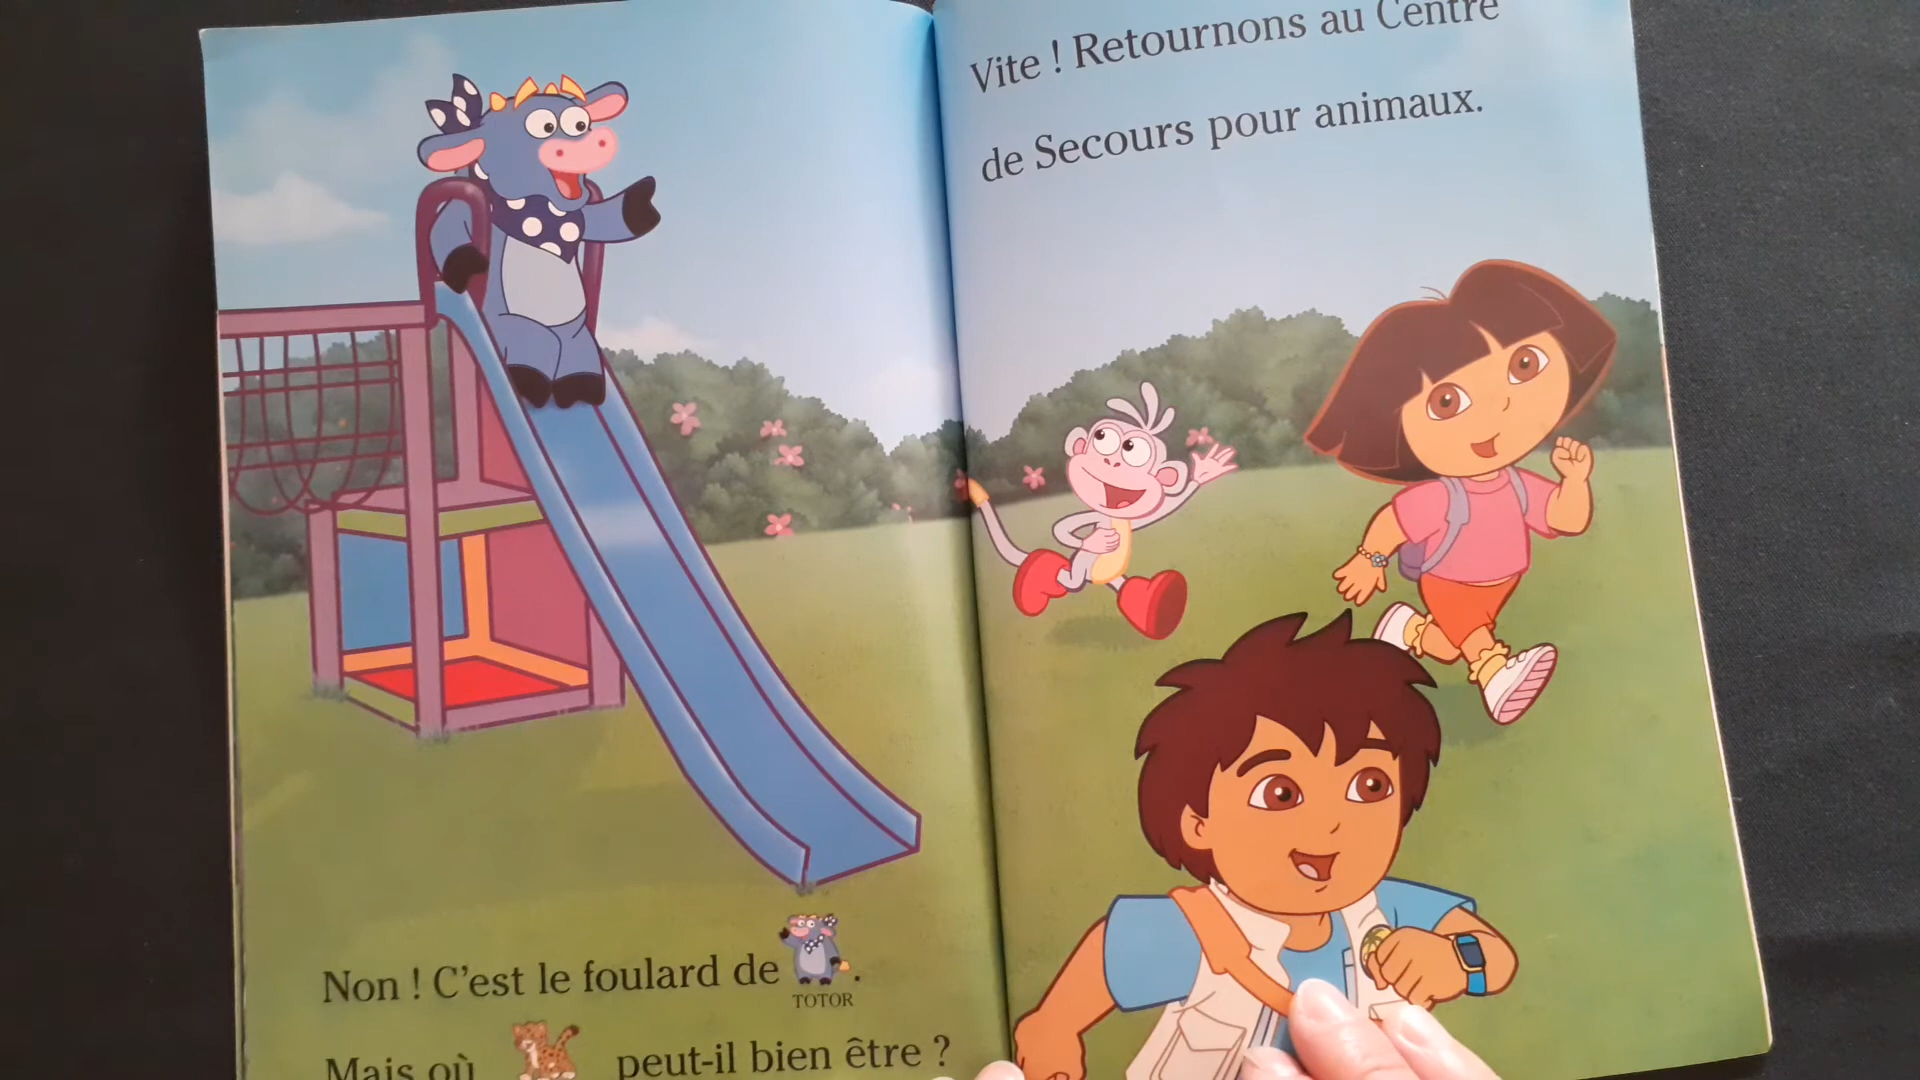 Non ! C'est le foulard de .
TOTOR
Mais où peut-il bien être ?
Vite ! Retournons au Centre
de Secours pour animaux.